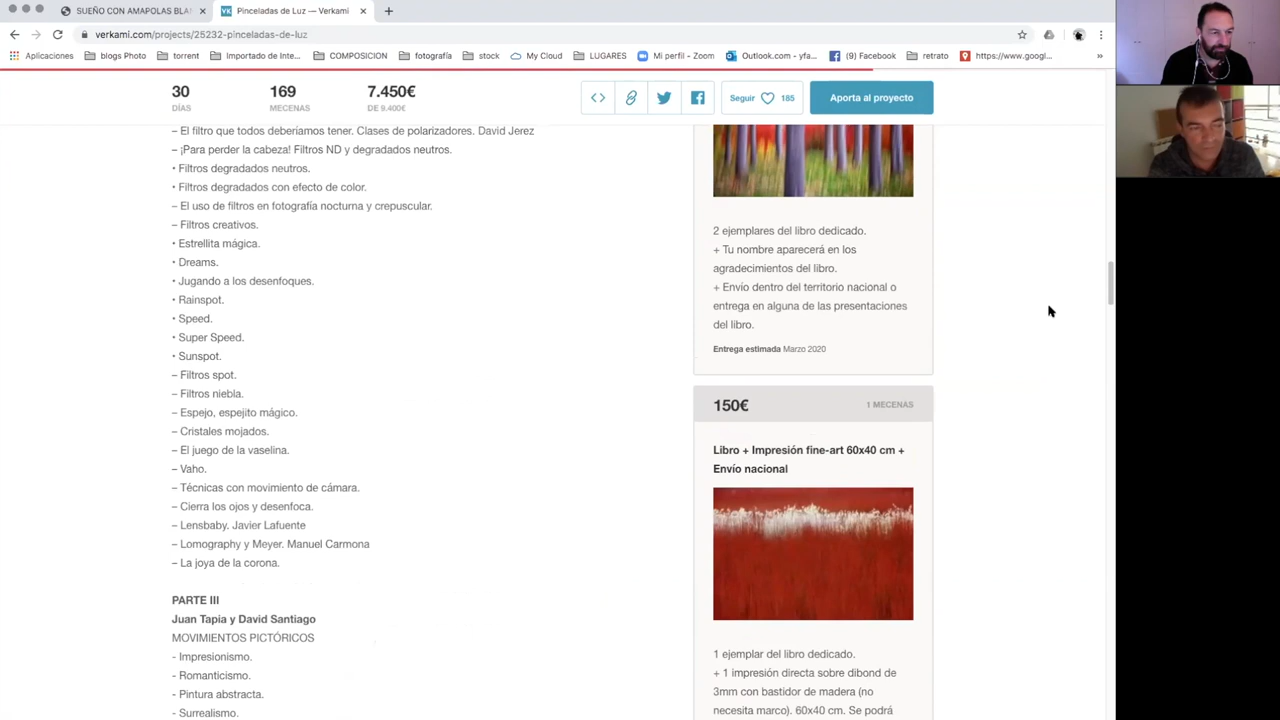 SUEÑO CON AMAPOLAS BLAN
Pinceladas de Luz — Verkami
verkami.com/projects/25232-pinceladas-de-luz
Aplicaciones
blogs Photo
torrent
Importado de Inte...
COMPOSICION
fotografía
stock
My Cloud
LUGARES
Mi perfil - Zoom
Outlook.com - yfa...
(9) Facebook
retrato
https://www.googl...
»
30
DÍAS
169
MECENAS
7.450€
DE 9.400€
Seguir
185
Aporta al proyecto
– El filtro que todos deberiamos tener. Clases de polarizadores. David Jerez
– ¡Para perder la cabeza! Filtros ND y degradados neutros.
• Filtros degradados neutros.
• Filtros degradados con efecto de color.
– El uso de filtros en fotografía nocturna y crepuscular.
– Filtros creativos.
• Estrellita mágica.
• Dreams.
• Jugando a los desenfoques.
• Rainspot.
• Speed.
• Super Speed.
• Sunspot.
– Filtros spot.
– Filtros niebla.
– Espejo, espejito mágico.
– Cristales mojados.
– El juego de la vaselina.
– Vaho.
– Técnicas con movimiento de cámara.
– Cierra los ojos y desenfoca.
– Lensbaby. Javier Lafuente
– Lomography y Meyer. Manuel Carmona
– La joya de la corona.
PARTE III
Juan Tapia y David Santiago
MOVIMIENTOS PICTÓRICOS
- Impresionismo.
- Romanticismo.
- Pintura abstracta.
- Surrealismo.
2 ejemplares del libro dedicado.
+ Tu nombre aparecerá en los
agradecimientos del libro.
+ Envío dentro del territorio nacional o
entrega en alguna de las presentaciones
del libro.
Entrega estimada Marzo 2020
150€
1 MECENAS
Libro + Impresión fine-art 60x40 cm +
Envío nacional
1 ejemplar del libro dedicado.
+ 1 impresión directa sobre dibond de
3mm con bastidor de madera (no
necesita marco). 60x40 cm. Se podrá